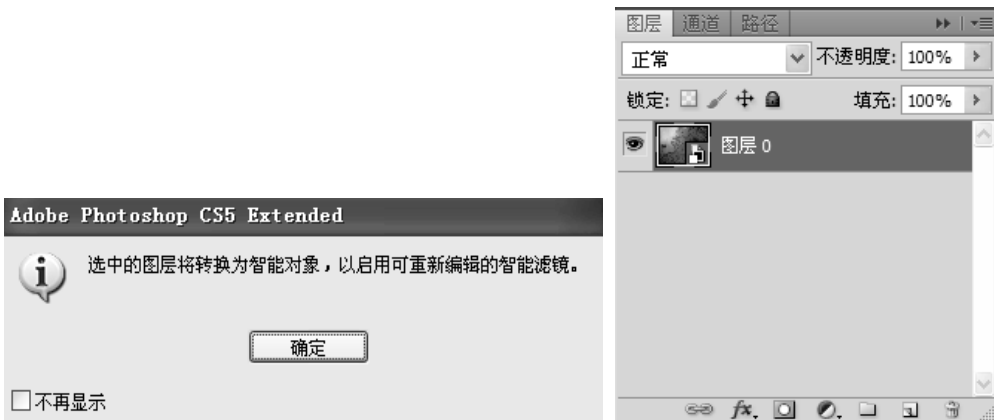 Adobe Photoshop CS5 Extended
选中的图层将转换为智能对象，以启用可重新编辑的智能滤镜。
确定
不再显示
图层 通道 路径
正常 不透明度: 100%
锁定: 填充: 100%
图层 0
fx